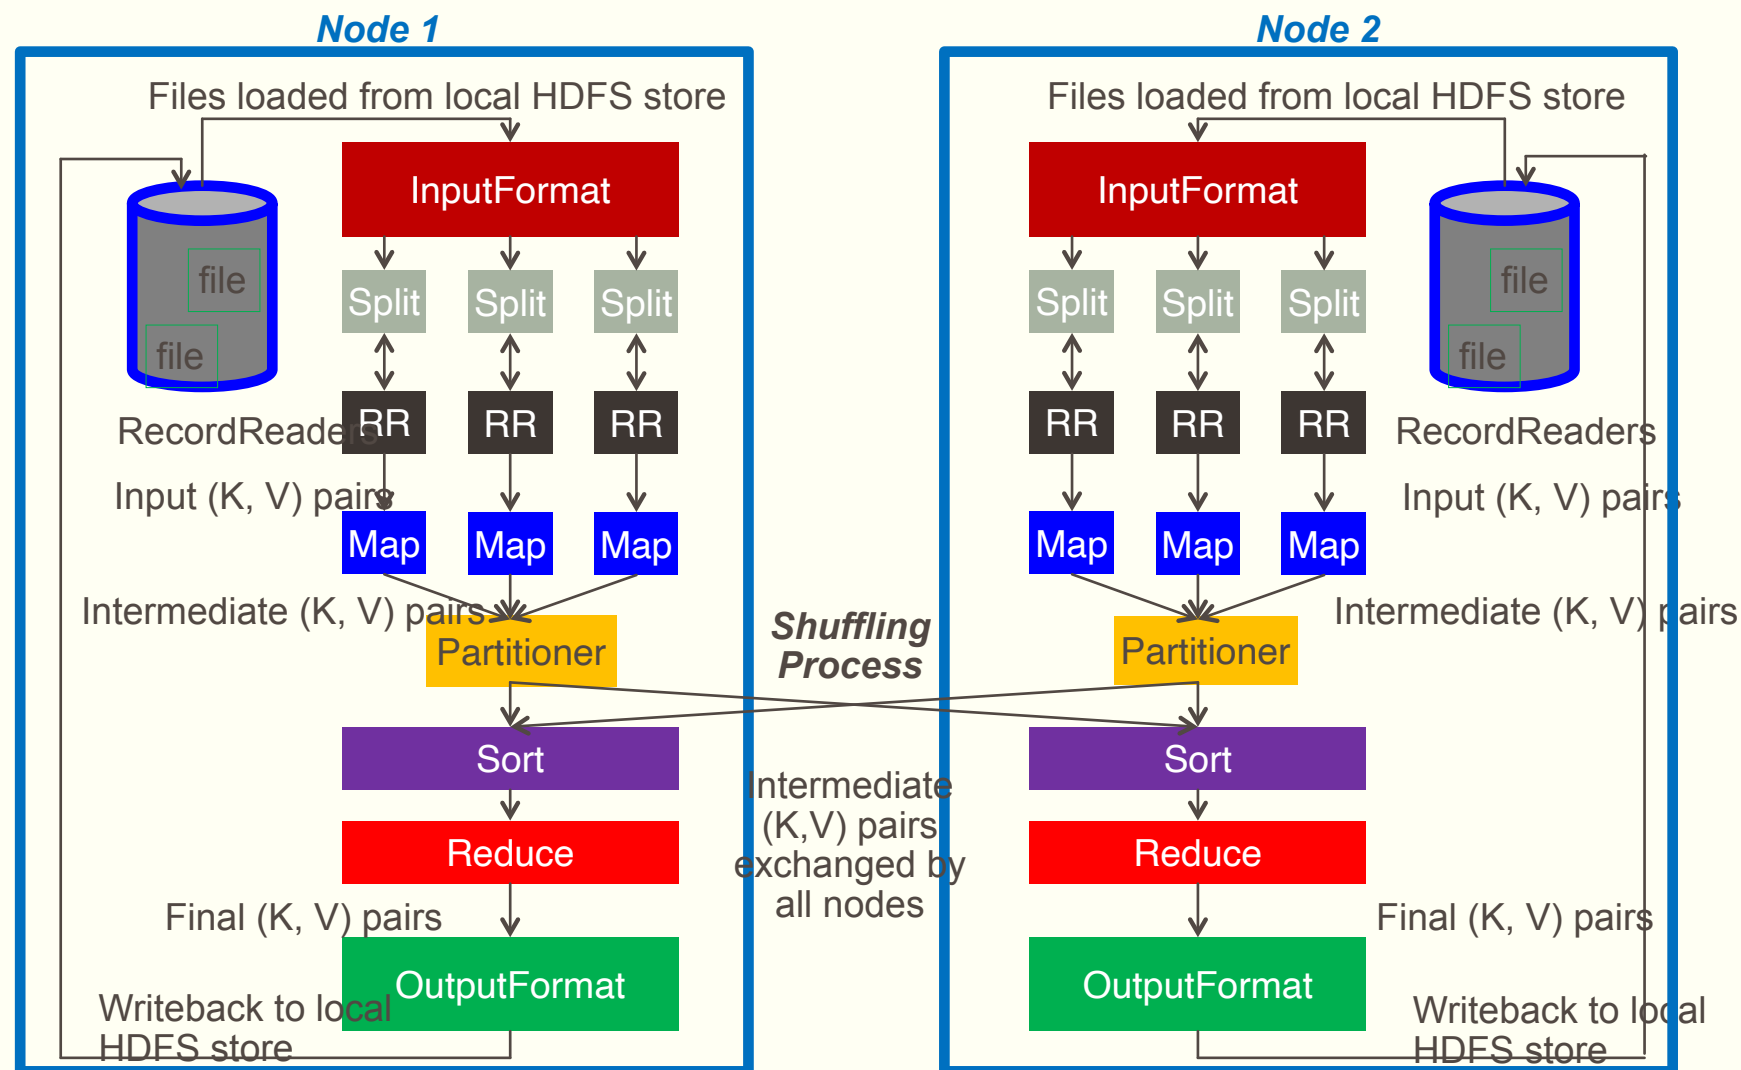 Node 1
Files loaded from local HDFS store
InputFormat
file
file
Split Split Split
RecordReaders
RR RR RR
Input (K, V) pairs
Map Map Map
Intermediate (K, V) pairs
Partitioner
Sort
Reduce
Final (K, V) pairs
OutputFormat
Writeback to local
HDFS store
Shuffling
Process
Intermediate
(K,V) pairs
exchanged by
all nodes
Node 2
Files loaded from local HDFS store
InputFormat
file
file
Split Split Split
RR RR RR
RecordReaders
Input (K, V) pairs
Map Map Map
Intermediate (K, V) pairs
Partitioner
Sort
Reduce
Final (K, V) pairs
OutputFormat
Writeback to local
HDFS store